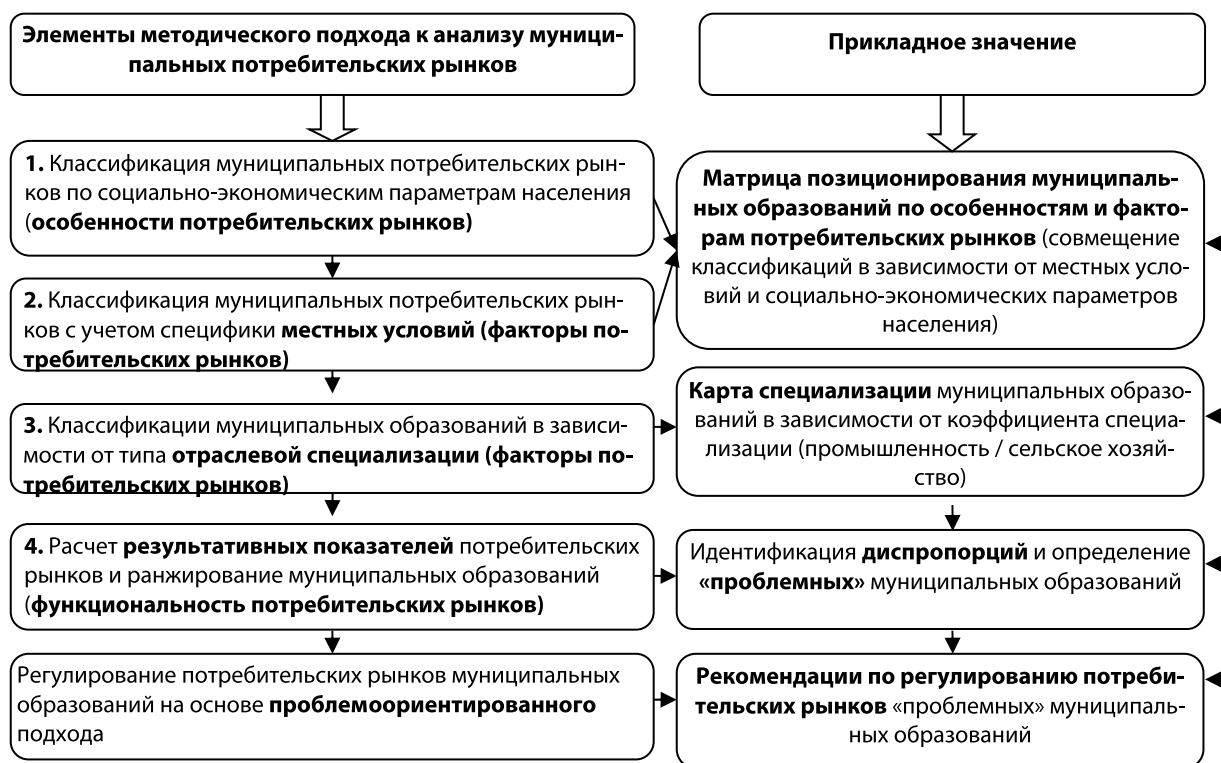 Элементы методического подхода к анализу муници-
пальных потребительских рынков
Прикладное значение
1. Классификация муниципальных потребительских рын-
ков по социально-экономическим параметрам населения
(особенности потребительских рынков)
2. Классификация муниципальных потребительских рын-
ков с учетом специфики местных условий (факторы по-
требительских рынков)
3. Классификации муниципальных образований в зависи-
мости от типа отраслевой специализации (факторы по-
требительских рынков)
4. Расчет результативных показателей потребительских
рынков и ранжирование муниципальных образований
(функциональность потребительских рынков)
Регулирование потребительских рынков муниципальных
образований на основе проблемоориентированного
подхода
Матрица позиционирования муниципаль-
ных образований по особенностям и факто-
рам потребительских рынков (совмещение
классификаций в зависимости от местных усло-
вий и социально-экономических параметров
населения)
Карта специализации муниципальных образо-
ваний в зависимости от коэффициента специа-
лизации (промышленность / сельское хозяй-
ство)
Идентификация диспропорций и определение
«проблемных» муниципальных образований
Рекомендации по регулированию потреби-
тельских рынков «проблемных» муниципаль-
ных образований